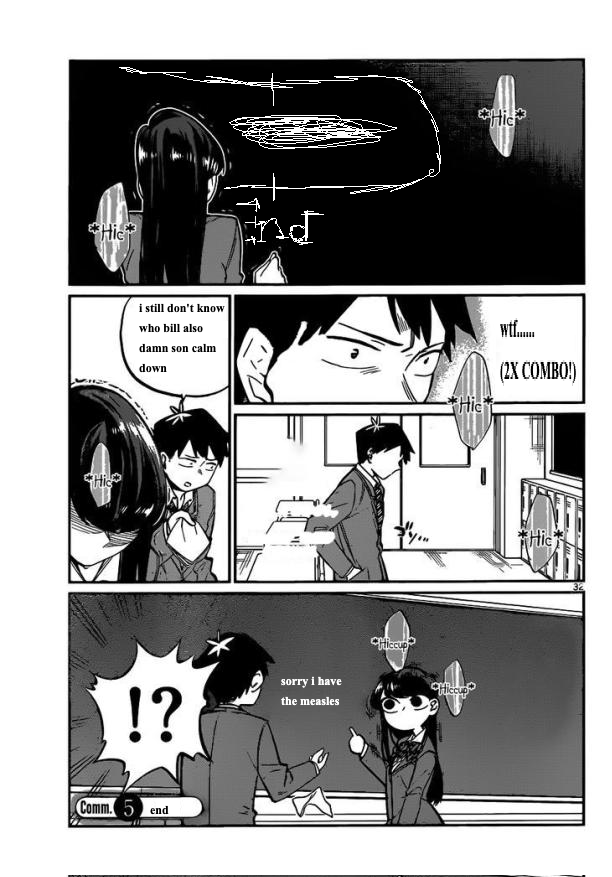 *Hic*
*Hic*
End
i still don't know
who bill also
damn son calm
down
wtf......
(2X COMBO!)
*Hic*
*Hic*
*Hic*
32
!?
sorry i have
the measles
*Hiccup*
*Hiccup*
Comm. 5 end